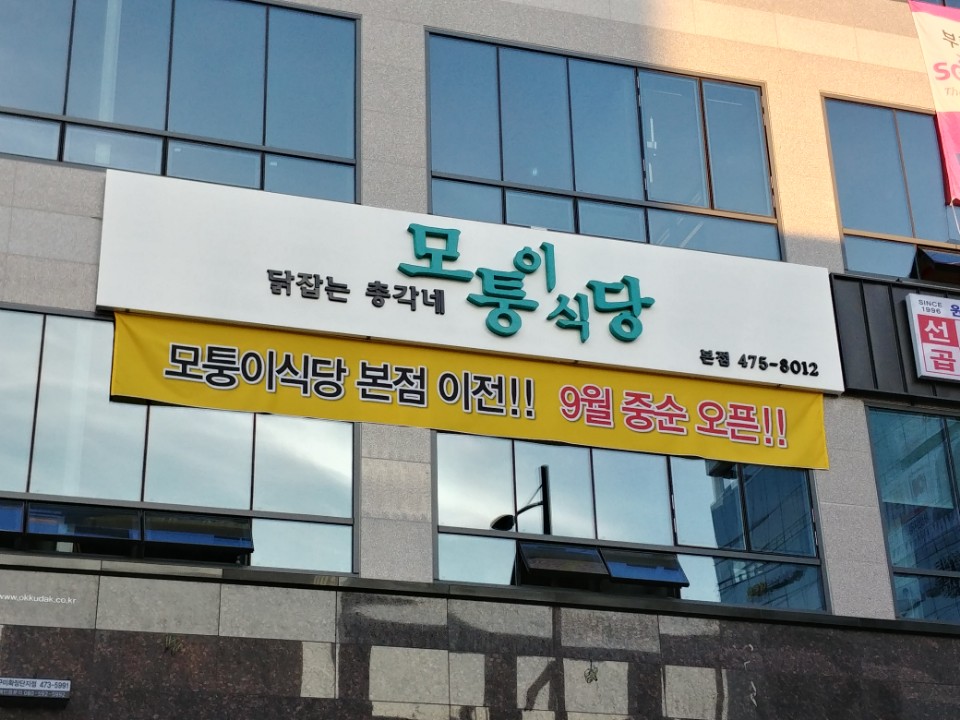 모퉁이식당
닭잡는 총각네
본점 475-8012
모퉁이식당 본점 이전!! 9월 중순 오픈!!
SINCE
1996
선
곱
www.okkudak.co.kr
473-5991